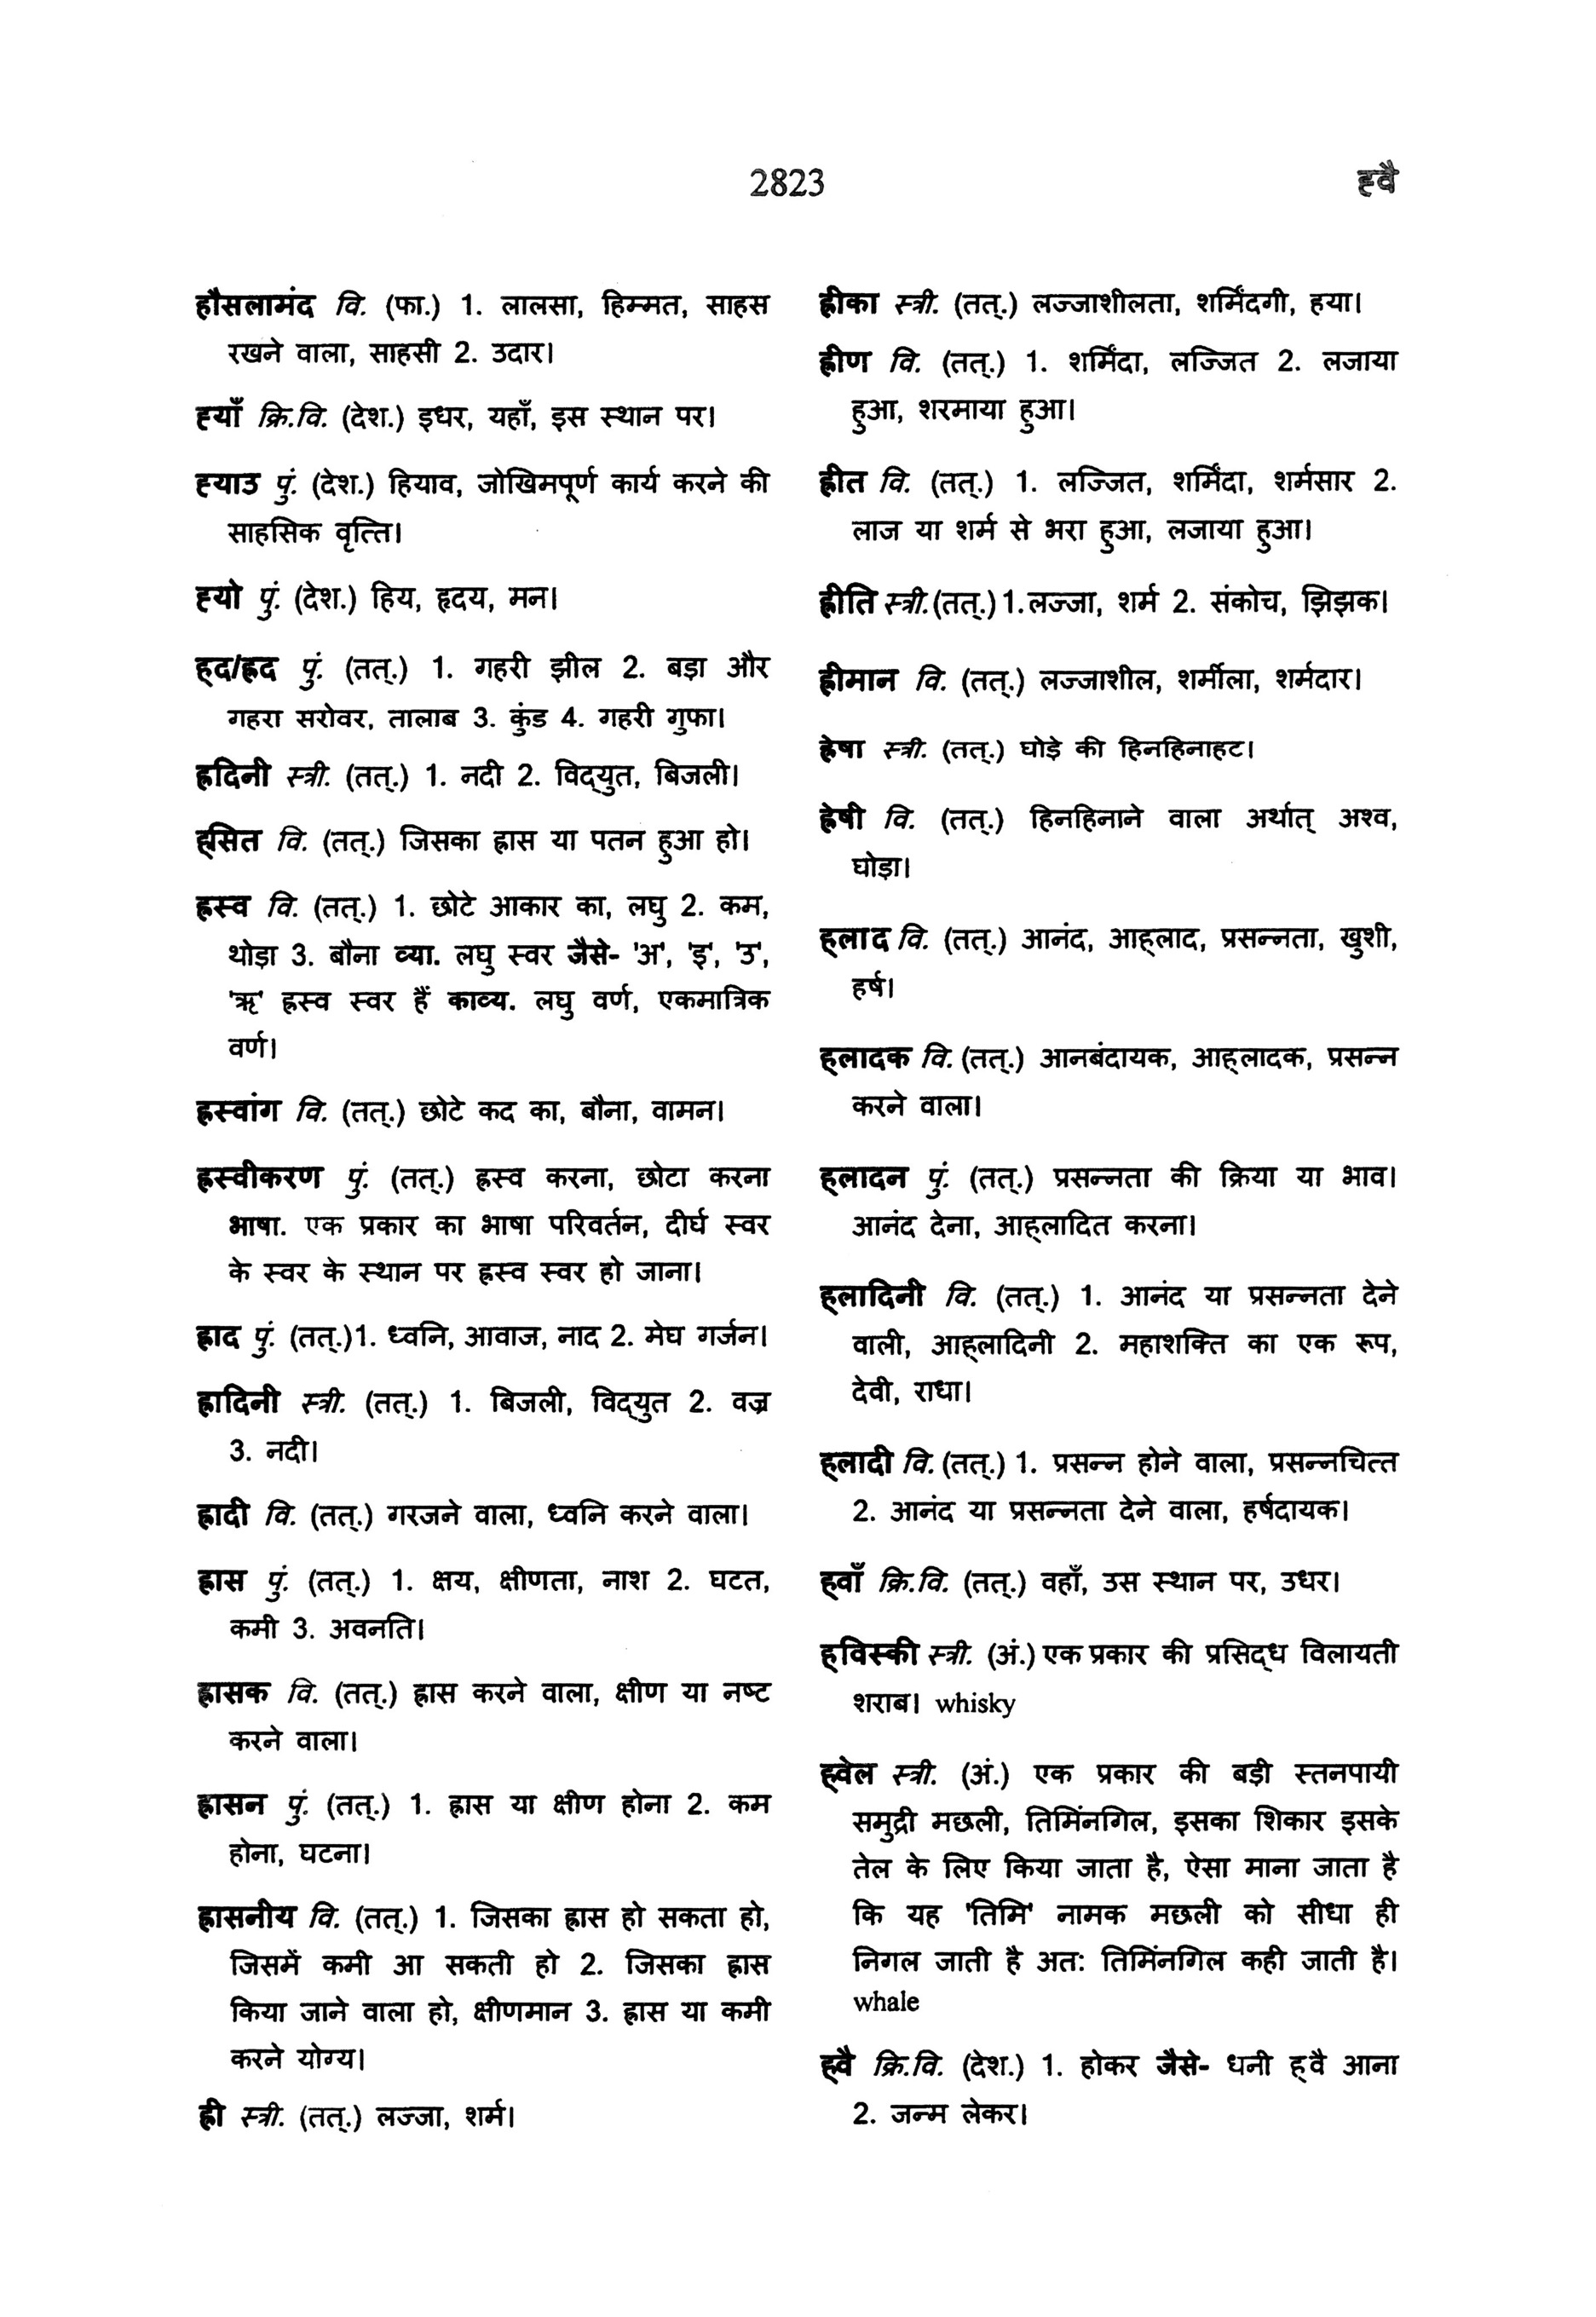 2823
ह्वै
हौसलामंद वि. (फा.) 1. लालसा, हिम्मत, साहस
रखने वाला, साहसी 2. उदार।
ह्याँ क्रि.वि. (देश.) इधर, यहाँ, इस स्थान पर।
ह्याउ पुं. (देश.) हियाव, जोखिमपूर्ण कार्य करने की
साहसिक वृत्ति।
ह्यो पुं. (देश.) हिय, हृदय, मन।
ह्द/ह्रद पुं. (तत्.) 1. गहरी झील 2. बड़ा और
गहरा सरोवर, तालाब 3. कुंड 4. गहरी गुफा।
ह्रदिनी स्त्री. (तत्.) 1. नदी 2. विद्युत, बिजली।
ह्सित वि. (तत्.) जिसका ह्रास या पतन हुआ हो।
ह्रस्व वि. (तत्.) 1. छोटे आकार का, लघु 2. कम,
थोड़ा 3. बौना व्या. लघु स्वर जैसे- 'अ', 'इ', 'उ',
'ऋ' ह्रस्व स्वर हैं काव्य. लघु वर्ण, एकमात्रिक
वर्ण।
ह्रस्वांग वि. (तत्.) छोटे कद का, बौना, वामन।
ह्रस्वीकरण पुं. (तत्.) ह्रस्व करना, छोटा करना
भाषा. एक प्रकार का भाषा परिवर्तन, दीर्घ स्वर
के स्वर के स्थान पर ह्रस्व स्वर हो जाना।
ह्राद पुं. (तत्.)1. ध्वनि, आवाज, नाद 2. मेघ गर्जन।
ह्रादिनी स्त्री. (तत्.) 1. बिजली, विद्युत 2. वज्र
3. नदी।
ह्रादी वि. (तत्.) गरजने वाला, ध्वनि करने वाला।
ह्रास पुं. (तत्.) 1. क्षय, क्षीणता, नाश 2. घटत,
कमी 3. अवनति।
ह्रासक वि. (तत्.) ह्रास करने वाला, क्षीण या नष्ट
करने वाला।
ह्रासन पुं. (तत्.) 1. ह्रास या क्षीण होना 2. कम
होना, घटना।
ह्रासनीय वि. (तत्.) 1. जिसका ह्रास हो सकता हो,
जिसमें कमी आ सकती हो 2. जिसका ह्रास
किया जाने वाला हो, क्षीणमान 3. ह्रास या कमी
करने योग्य।
ह्री स्त्री. (तत्.) लज्जा, शर्म।
ह्रीका स्त्री. (तत्.) लज्जाशीलता, शर्मिंदगी, हया।
ह्रीण वि. (तत्.) 1. शर्मिंदा, लज्जित 2. लजाया
हुआ, शरमाया हुआ।
ह्रीत वि. (तत्.) 1. लज्जित, शर्मिंदा, शर्मसार 2.
लाज या शर्म से भरा हुआ, लजाया हुआ।
ह्रीति स्त्री.(तत्.)1.लज्जा, शर्म 2. संकोच, झिझक।
ह्रीमान वि. (तत्.) लज्जाशील, शर्मीला, शर्मदार।
ह्रेषा स्त्री. (तत्.) घोड़े की हिनहिनाहट।
ह्रेषी वि. (तत्.) हिनहिनाने वाला अर्थात् अश्व,
घोड़ा।
ह्लाद वि. (तत्.) आनंद, आह्लाद, प्रसन्नता, खुशी,
हर्ष।
ह्लादक वि. (तत्.) आनबंदायक, आह्लादक, प्रसन्न
करने वाला।
ह्लादन पुं. (तत्.) प्रसन्नता की क्रिया या भाव।
आनंद देना, आह्लादित करना।
ह्लादिनी वि. (तत्.) 1. आनंद या प्रसन्नता देने
वाली, आह्लादिनी 2. महाशक्ति का एक रूप,
देवी, राधा।
ह्लादी वि. (तत्.) 1. प्रसन्न होने वाला, प्रसन्नचित्त
2. आनंद या प्रसन्नता देने वाला, हर्षदायक।
ह्वाँ क्रि.वि. (तत्.) वहाँ, उस स्थान पर, उधर।
ह्विस्की स्त्री. (अं.) एक प्रकार की प्रसिद्ध विलायती
शराब। whisky
ह्वेल स्त्री. (अं.) एक प्रकार की बड़ी स्तनपायी
समुद्री मछली, तिमिंनगिल, इसका शिकार इसके
तेल के लिए किया जाता है, ऐसा माना जाता है
कि यह 'तिमि' नामक मछली को सीधा ही
निगल जाती है अत: तिमिंनगिल कही जाती है।
whale
ह्वै क्रि.वि. (देश.) 1. होकर जैसे- धनी ह्वै आना
2. जन्म लेकर।